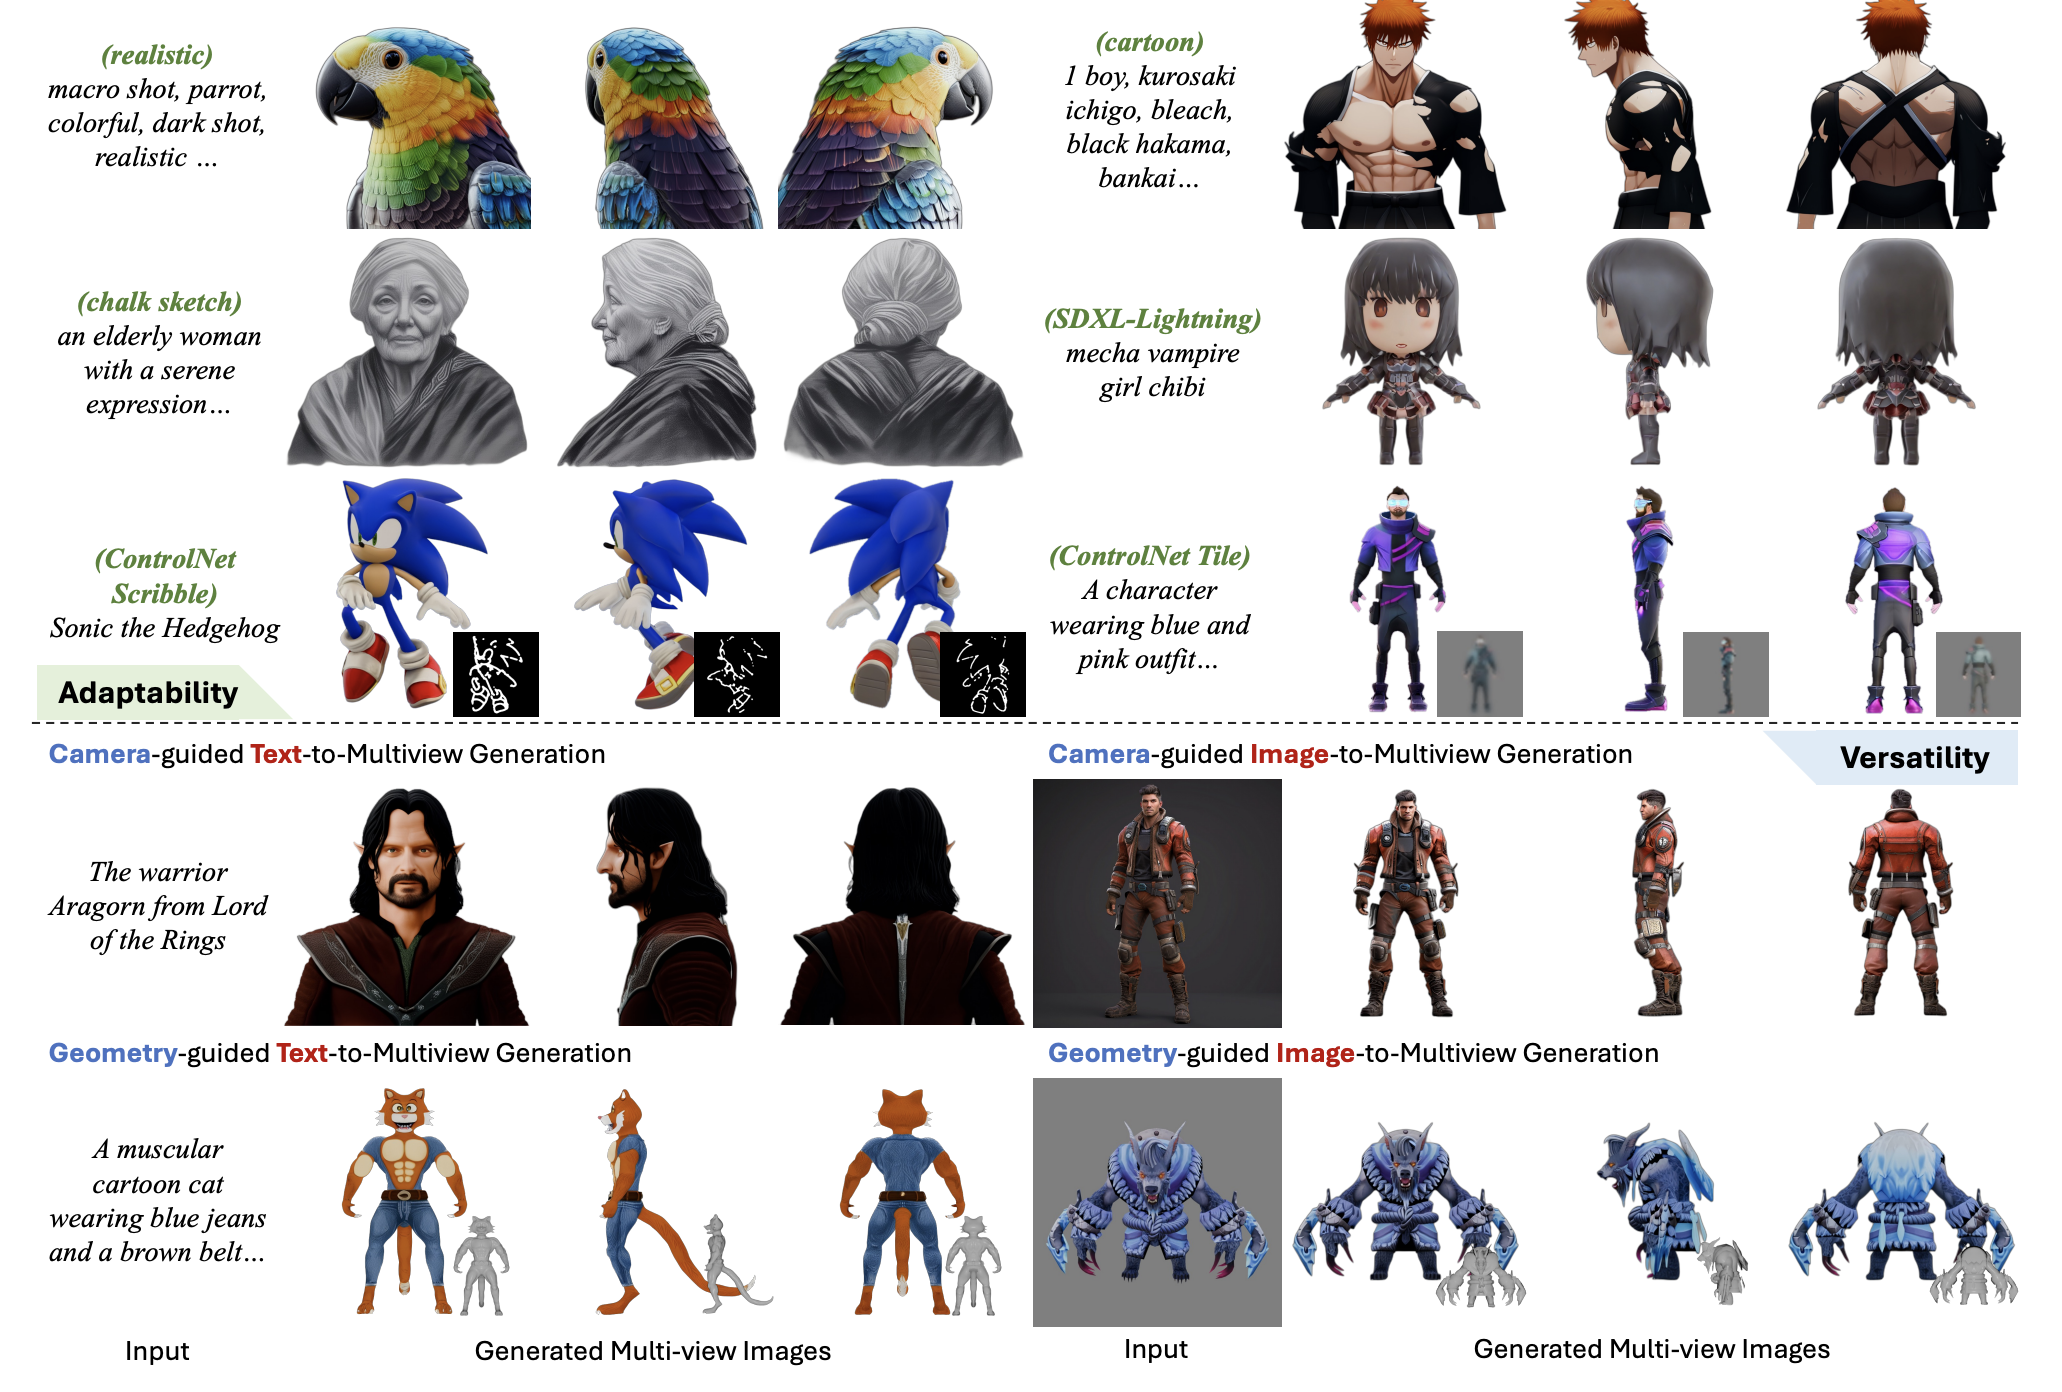 (realistic)
macro shot, parrot,
colorful, dark shot,
realistic ...
(cartoon)
1 boy, kurosaki
ichigo, bleach,
black hakama,
bankai...
(chalk sketch)
an elderly woman
with a serene
expression...
(SDXL-Lightning)
mecha vampire
girl chibi
(ControlNet
Scribble)
Sonic the Hedgehog
(ControlNet Tile)
A character
wearing blue and
pink outfit...
Adaptability
Camera-guided Text-to-Multiview Generation
Camera-guided Image-to-Multiview Generation
Versatility
The warrior
Aragorn from Lord
of the Rings
Geometry-guided Text-to-Multiview Generation
Geometry-guided Image-to-Multiview Generation
A muscular
cartoon cat
wearing blue jeans
and a brown belt...
Input
Generated Multi-view Images
Input
Generated Multi-view Images